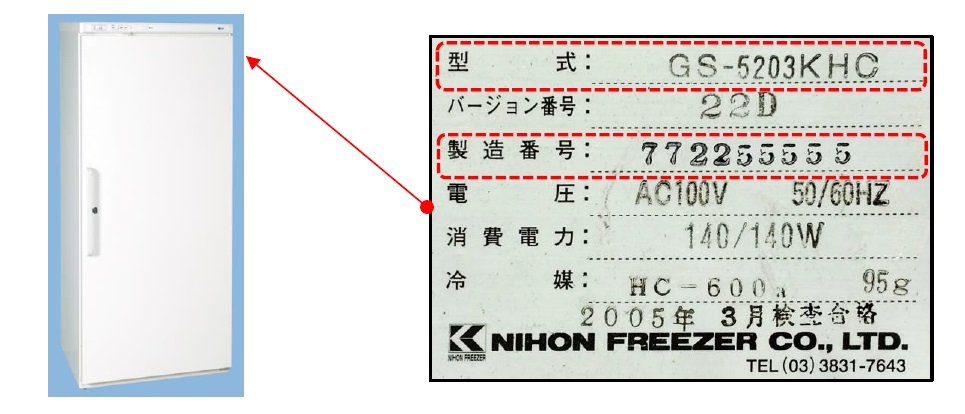 型 式： GS-5203KHC
バージョン番号： 22D
製造番号： 772255555
電 圧： AC100V 50/60HZ
消費電力： 140/140W
冷 媒： HC-600a 95g
2005年 3月検査合格
NIHON FREEZER CO., LTD.
NIHON FREEZER
TEL(03) 3831-7643